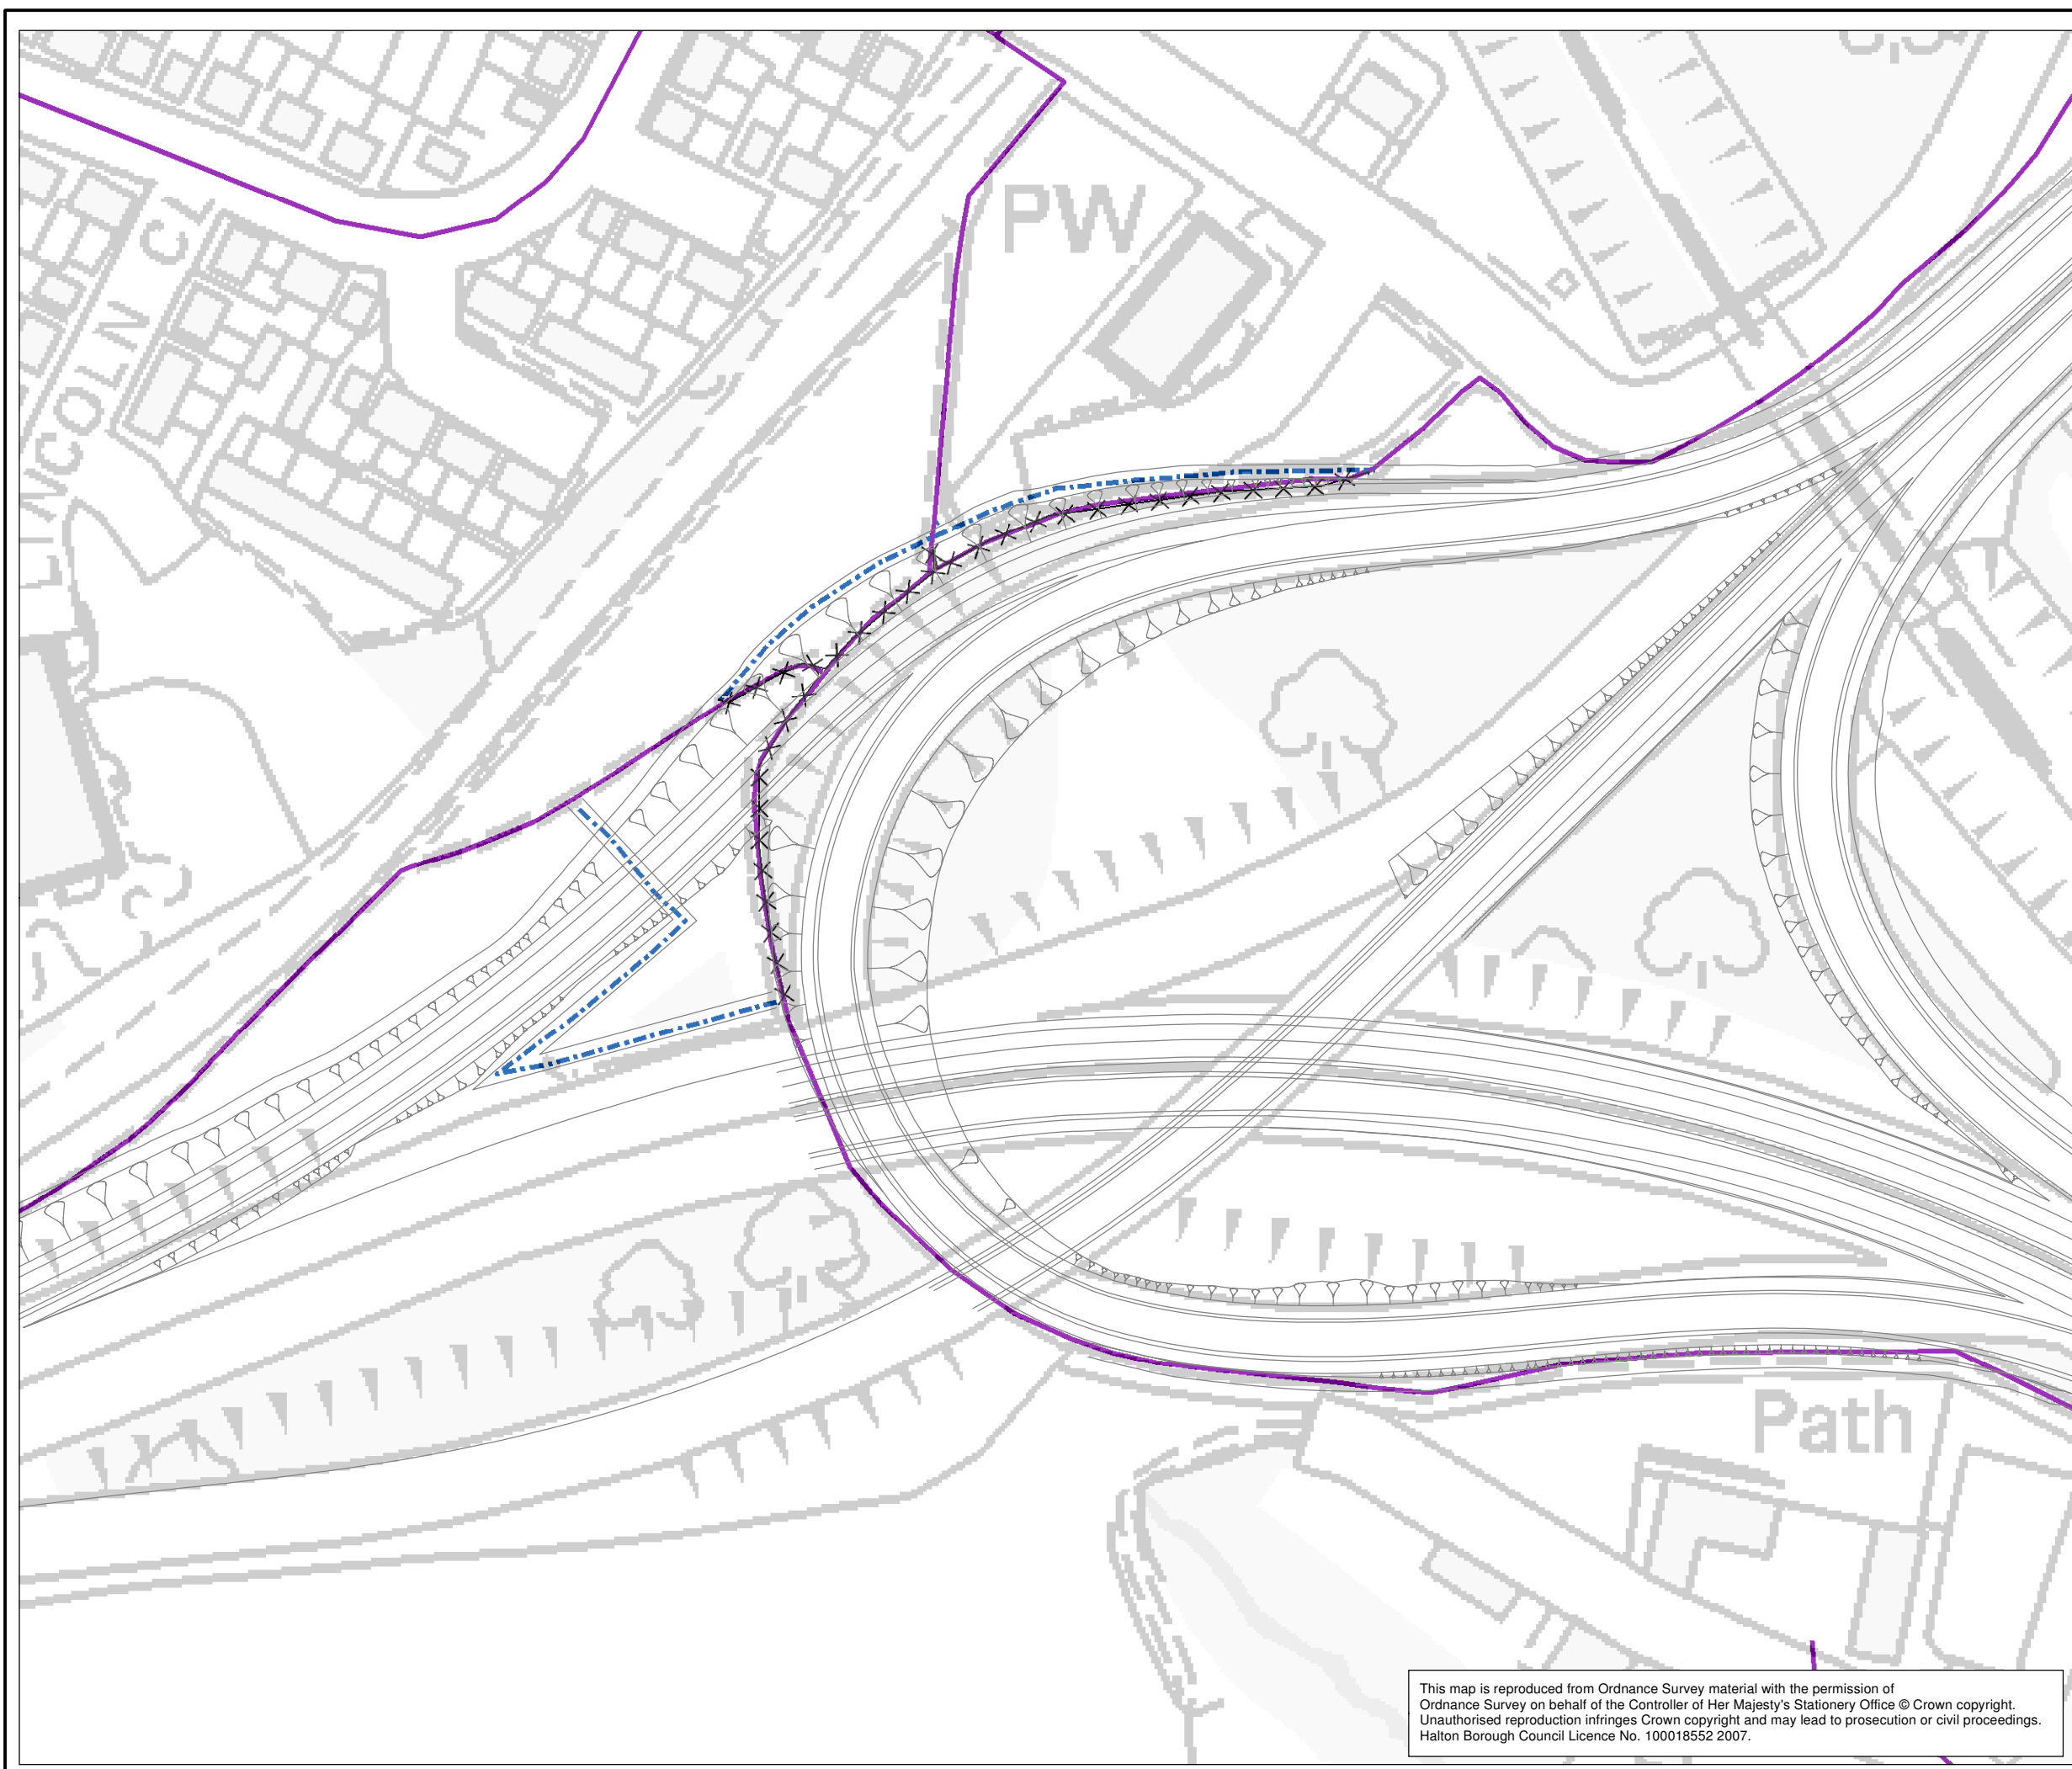 PW
LINCOLN CL
Path
This map is reproduced from Ordnance Survey material with the permission of
Ordnance Survey on behalf of the Controller of Her Majesty's Stationery Office © Crown copyright.
Unauthorised reproduction infringes Crown copyright and may lead to prosecution or civil proceedings.
Halton Borough Council Licence No. 100018552 2007.